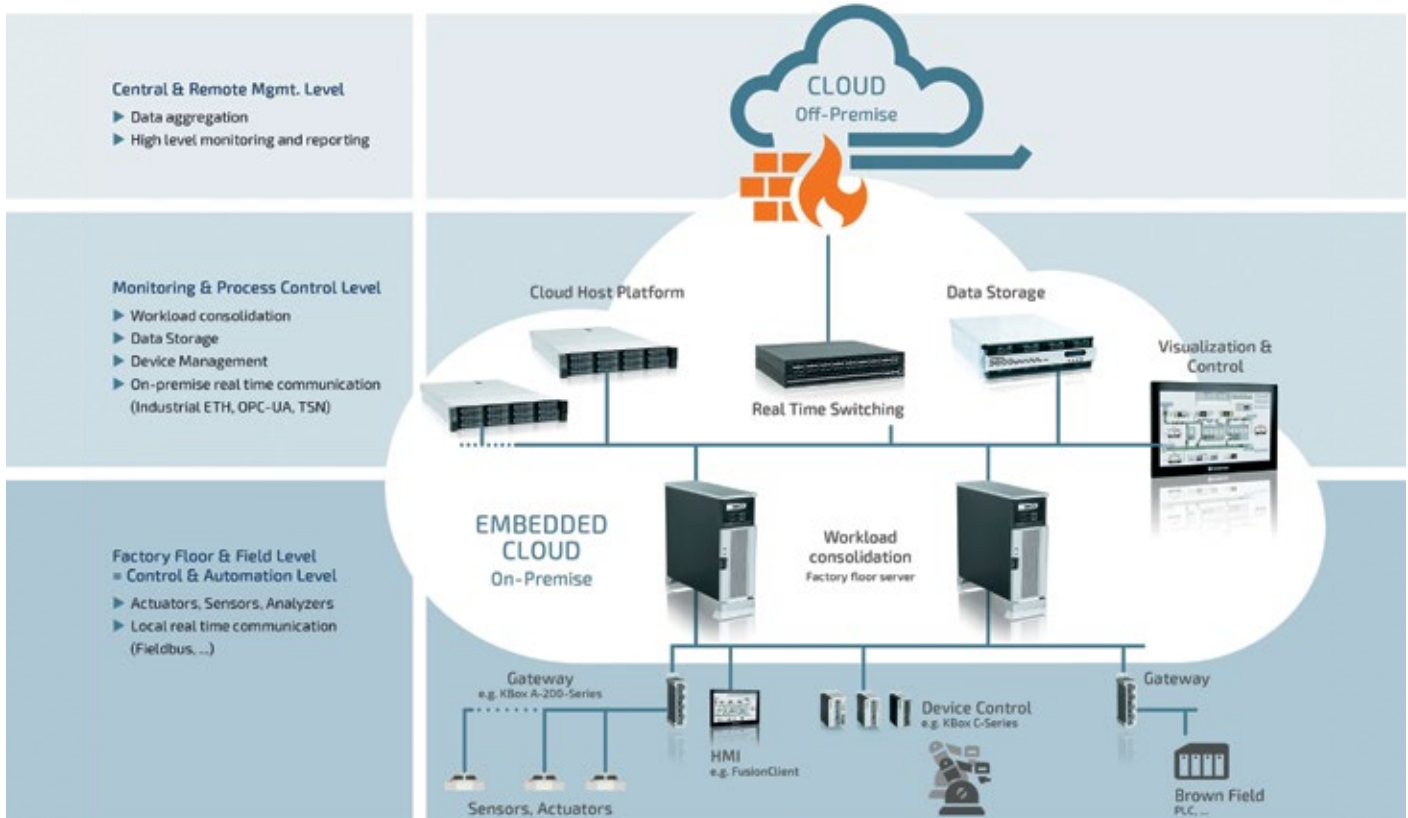 Central & Remote Mgmt. Level
▶ Data aggregation
▶ High level monitoring and reporting
CLOUD
Off-Premise
Monitoring & Process Control Level
▶ Workload consolidation
▶ Data Storage
▶ Device Management
▶ On-premise real time communication
(Industrial ETH, OPC-UA, TSN)
Cloud Host Platform
Data Storage
Real Time Switching
Visualization &
Control
Factory Floor & Field Level
= Control & Automation Level
▶ Actuators, Sensors, Analyzers
▶ Local real time communication
(Fieldbus, ...)
EMBEDDED
CLOUD
On-Premise
Workload
consolidation
Factory floor server
Gateway
e.g. KBox A-200-Series
HMI
e.g. FusionClient
Device Control
e.g. KBox C-Series
Gateway
Sensors, Actuators
Brown Field
PLC, ...